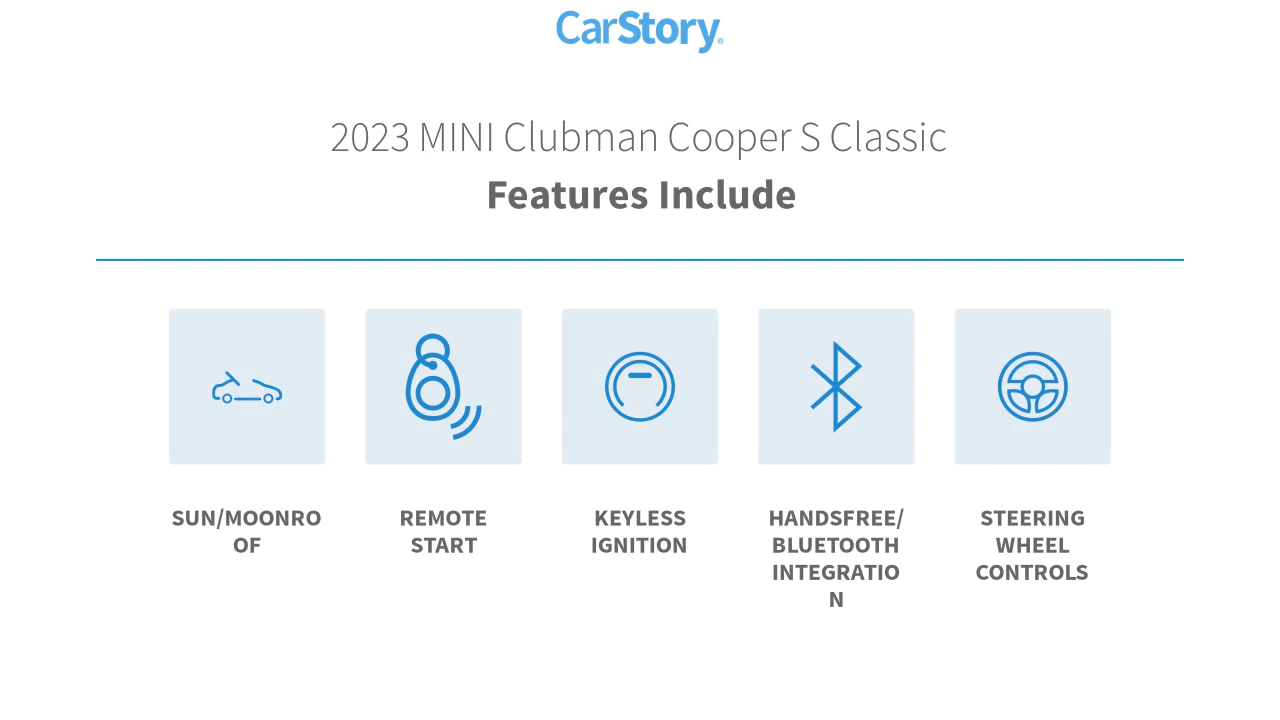 CarStory®
2023 MINI Clubman Cooper S Classic
Features Include
SUN/MOONRO
OF
REMOTE
START
KEYLESS
IGNITION
HANDSFREE/
BLUETOOTH
INTEGRATIO
N
STEERING
WHEEL
CONTROLS